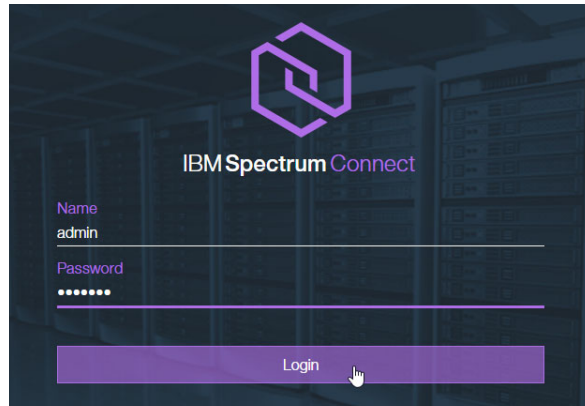 IBM Spectrum Connect
Name
admin
Password
•••••••
Login